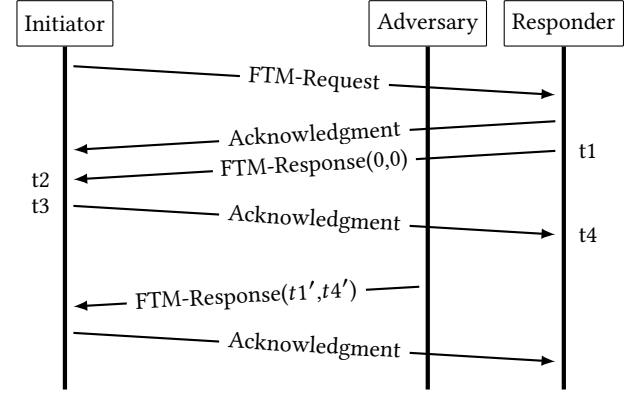 Initiator
Adversary
Responder
FTM-Request
Acknowledgment
FTM-Response(0,0)
t1
t2
t3
Acknowledgment
t4
FTM-Response(t1′,t4′)
Acknowledgment